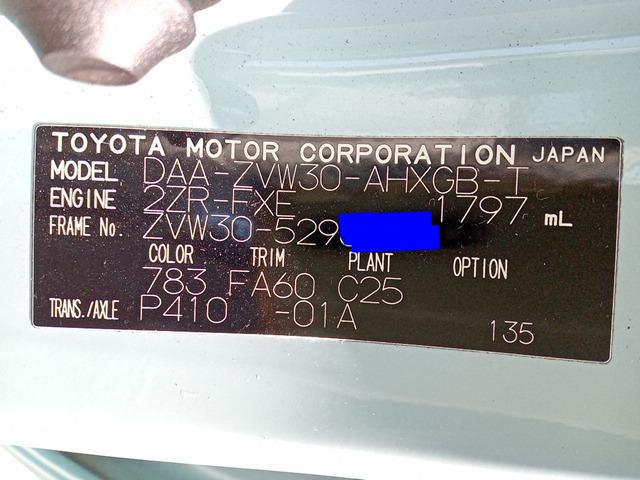 TOYOTA MOTOR CORPORATION JAPAN
MODEL DAA-ZVW30-AHXGB-T
ENGINE 2ZR-FXE 1797 mL
FRAME No. ZVW30-529
COLOR TRIM PLANT OPTION
783 FA60 C25
TRANS./AXLE P410 -01A
135